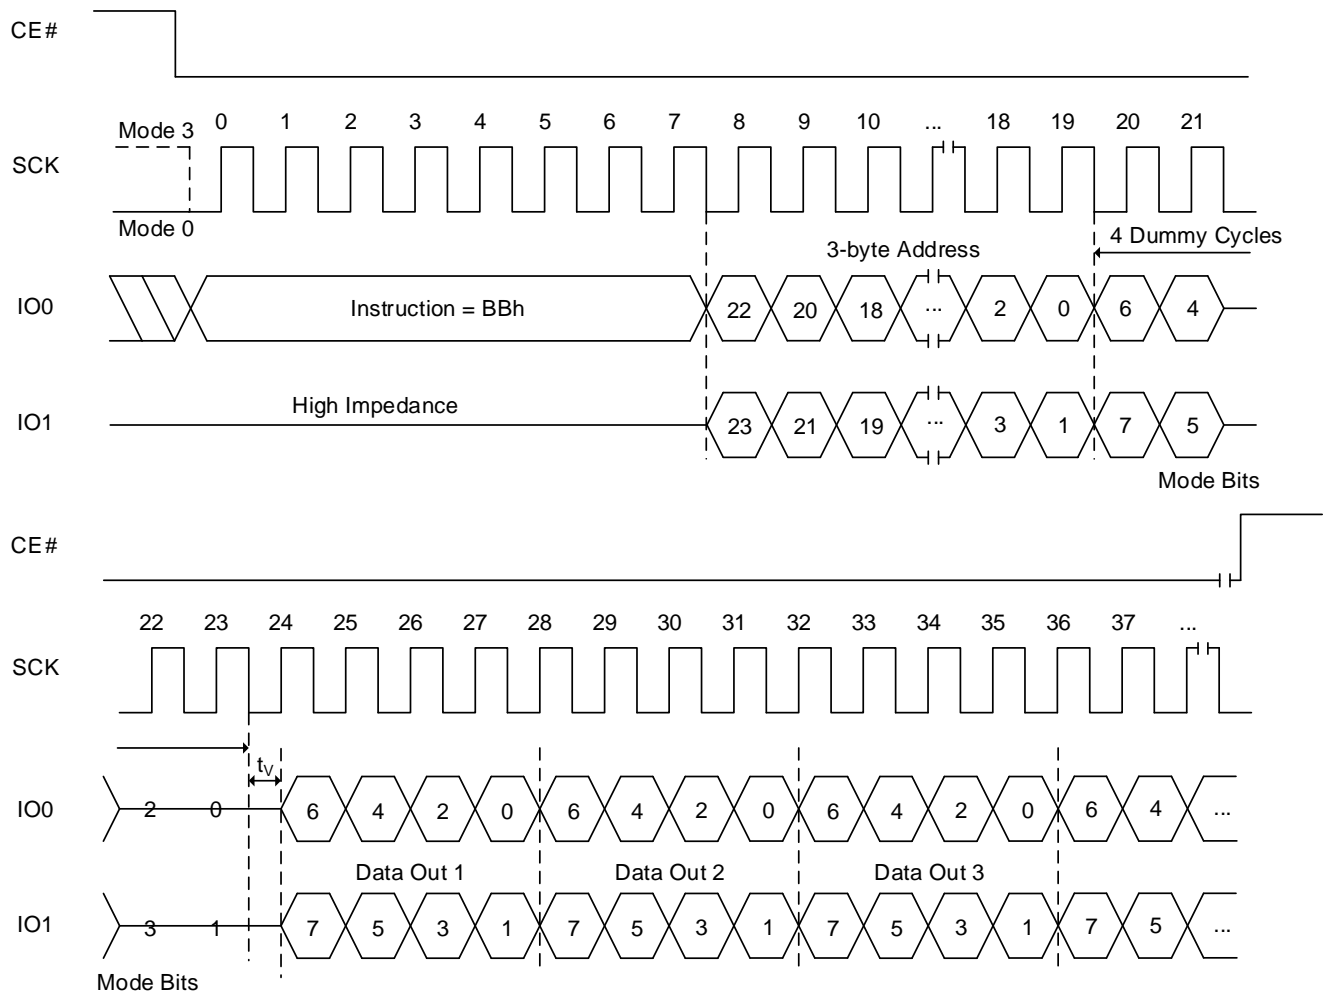 CE#
0 1 2 3 4 5 6 7 8 9 10 ... 18 19 20 21
Mode 3
SCK
Mode 0
3-byte Address
4 Dummy Cycles
IO0 Instruction = BBh 22 20 18 ... 2 0 6 4
High Impedance
IO1 23 21 19 ... 3 1 7 5
Mode Bits
CE#
22 23 24 25 26 27 28 29 30 31 32 33 34 35 36 37 ...
SCK
tV
IO0 2 0 6 4 2 0 6 4 2 0 6 4 2 0 6 4 ...
Data Out 1 Data Out 2 Data Out 3
IO1 3 1 7 5 3 1 7 5 3 1 7 5 3 1 7 5 ...
Mode Bits